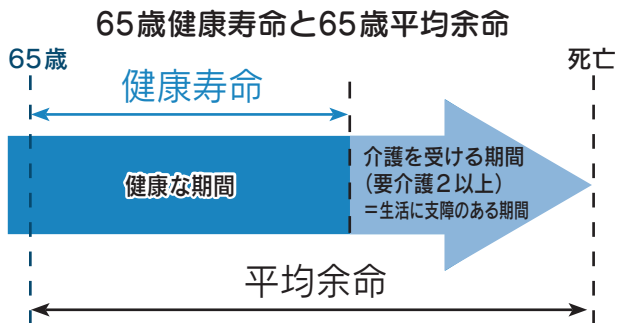 65歳健康寿命と65歳平均余命
65歳
死亡
健康寿命
健康な期間
介護を受ける期間
(要介護2以上)
＝生活に支障のある期間
平均余命